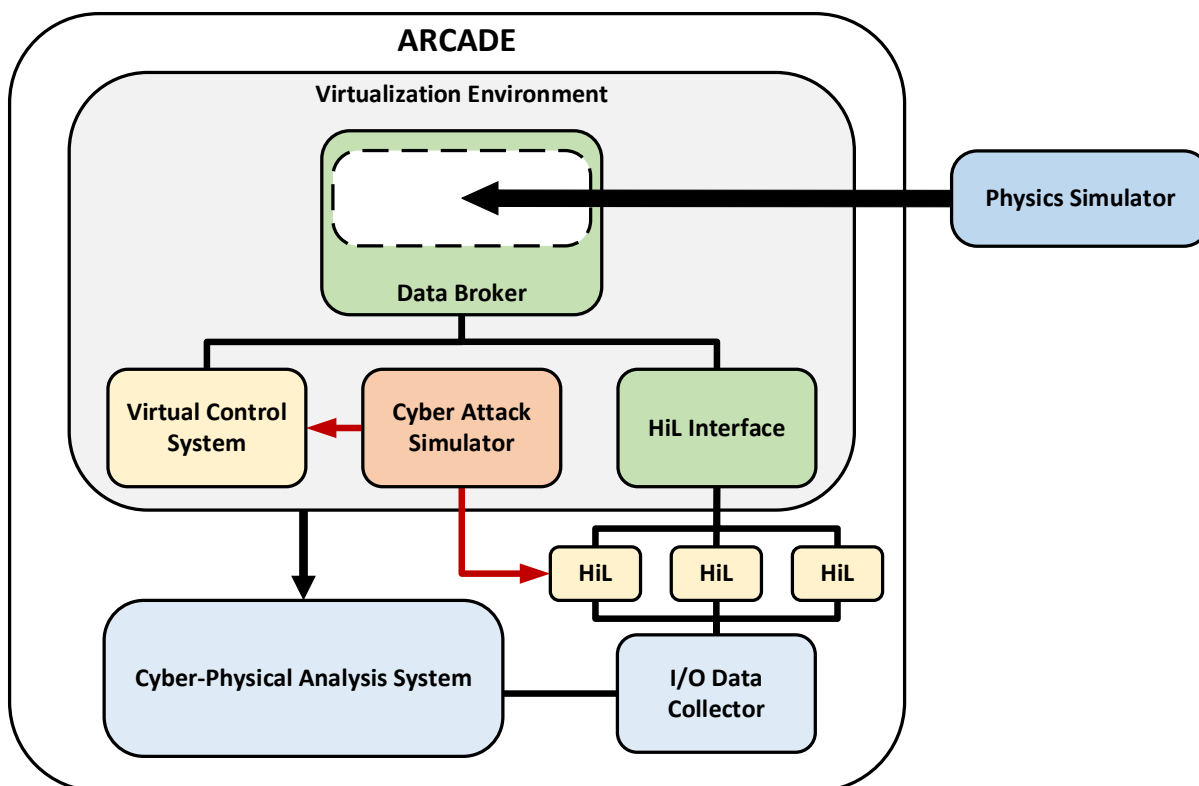 ARCADE
Virtualization Environment
Physics Simulator
Data Broker
Virtual Control
System
Cyber Attack
Simulator
HiL Interface
HiL
HiL
HiL
Cyber-Physical Analysis System
I/O Data
Collector